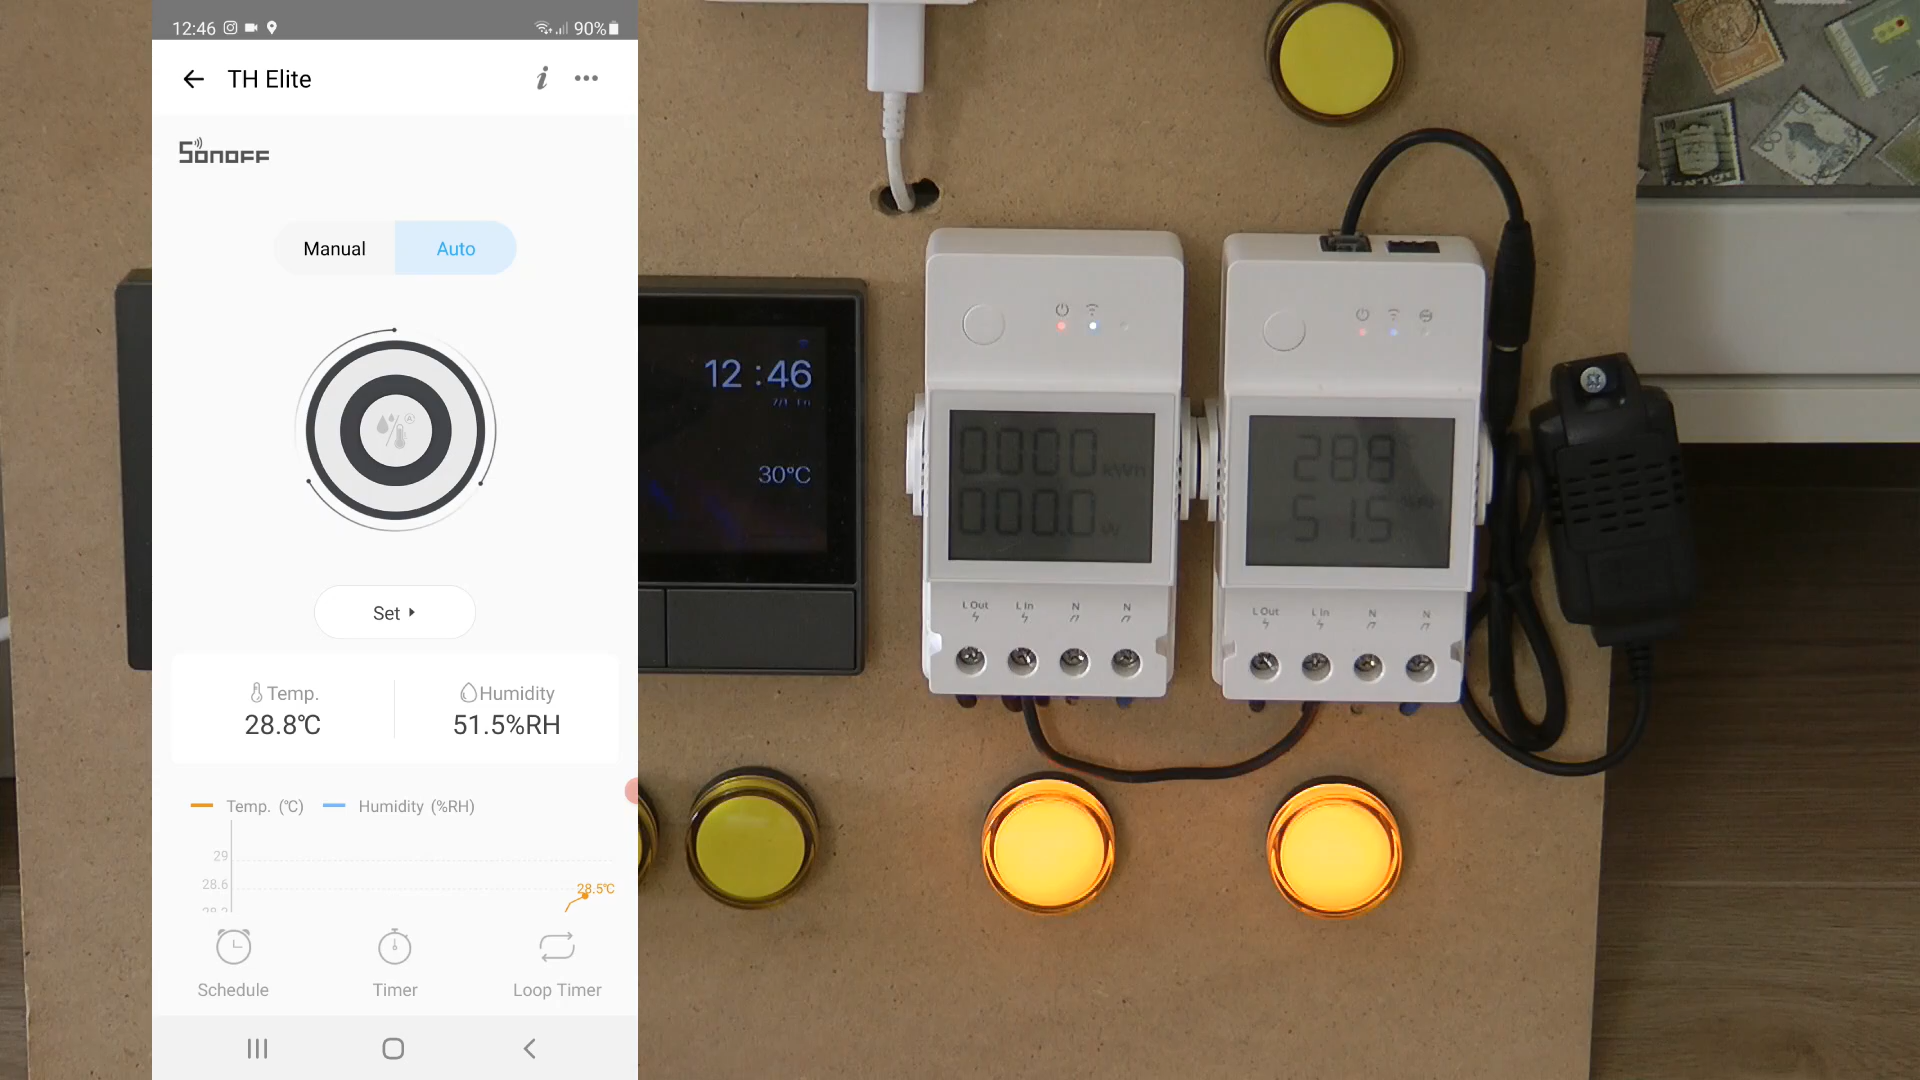 12:46 90%
TH Elite
SONOFF
Manual Auto
Set
Temp. Humidity
28.8℃ 51.5%RH
Temp. (℃) Humidity (%RH)
29
28.6
28.5℃
Schedule Timer Loop Timer
12:46
30°C
0000 kWh
000.0
L Out L In N N
28.8
51.5
L Out L In N N